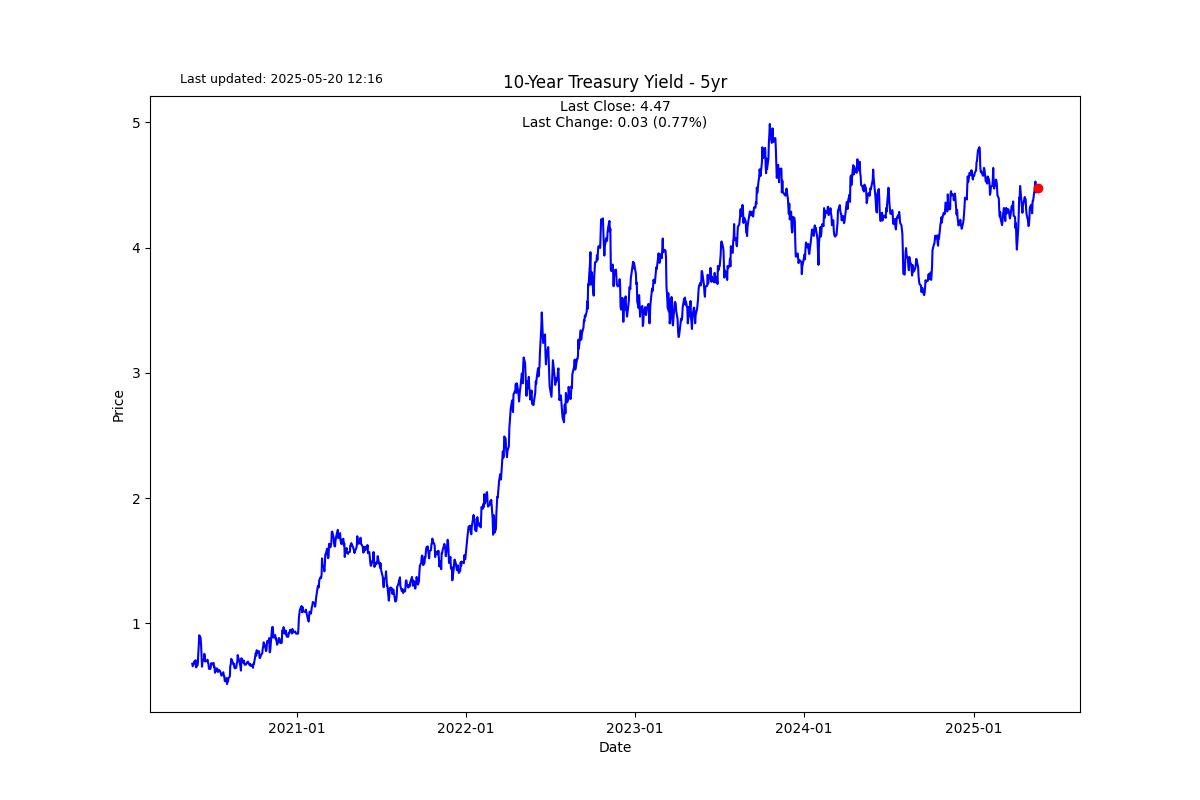 Last updated: 2025-05-20 12:16
10-Year Treasury Yield - 5yr
Last Close: 4.47
Last Change: 0.03 (0.77%)
5
4
3
2
1
Price
2021-01
2022-01
2023-01
2024-01
2025-01
Date